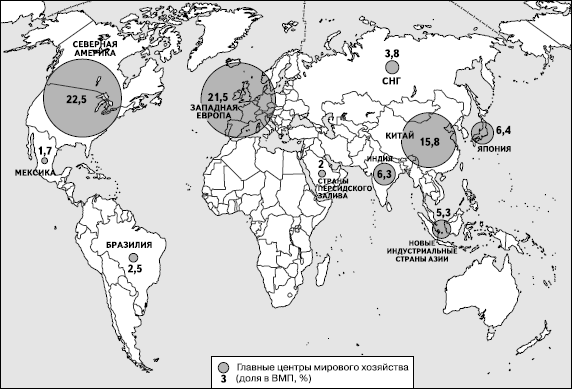 СЕВЕРНАЯ
АМЕРИКА
22,5
21,5
ЗАПАДНАЯ
ЕВРОПА
3,8
СНГ
КИТАЙ
15,8
6,4
ЯПОНИЯ
ИНДИЯ
6,3
2
СТРАНЫ
ПЕРСИДСКОГО
ЗАЛИВА
1,7
МЕКСИКА
5,3
НОВЫЕ
ИНДУСТРИАЛЬНЫЕ
СТРАНЫ АЗИИ
БРАЗИЛИЯ
2,5
Главные центры мирового хозяйства
3 (доля в ВМП, %)